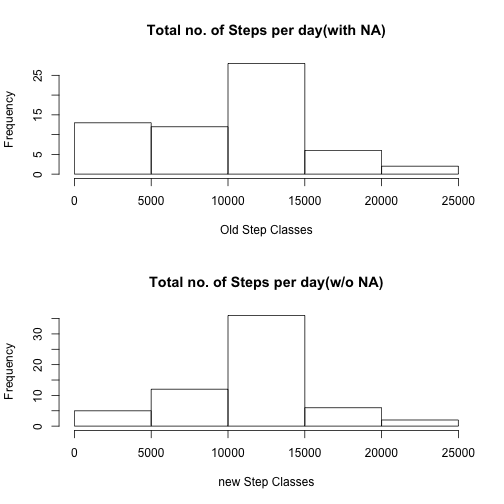 Total no. of Steps per day(with NA)
Frequency
25
15
5
0
0 5000 10000 15000 20000 25000
Old Step Classes
Total no. of Steps per day(w/o NA)
Frequency
30
20
10
0
0 5000 10000 15000 20000 25000
new Step Classes